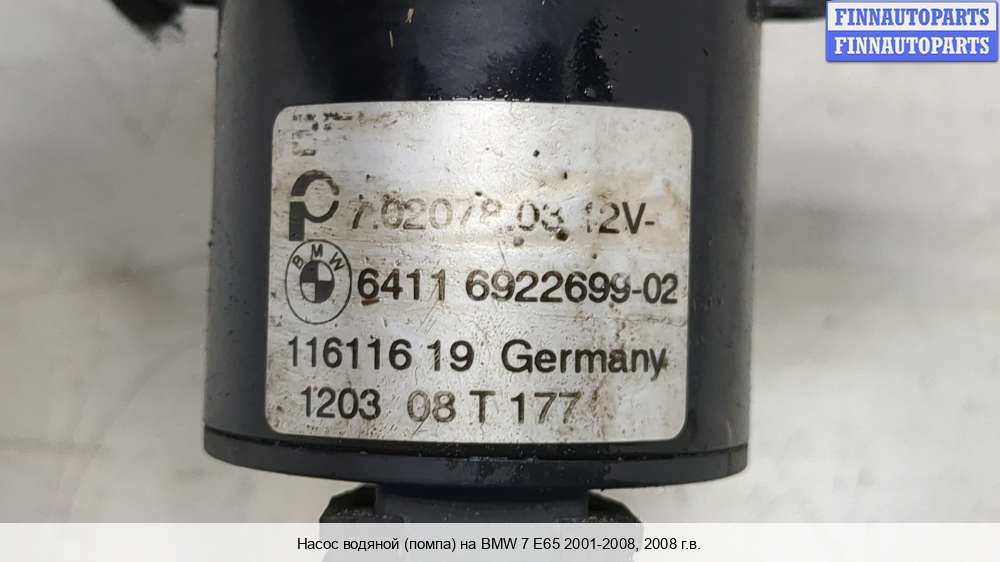 FINNAUTOPARTS
FINNAUTOPARTS
7.02078.03 12V-
BMW
6411 6922699-02
116116 19 Germany
1203 08 T 177
Насос водяной (помпа) на BMW 7 E65 2001-2008, 2008 г.в.